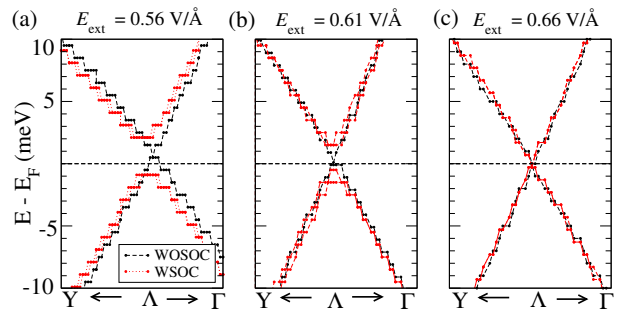 (a) E_ext = 0.56 V/Å (b) E_ext = 0.61 V/Å (c) E_ext = 0.66 V/Å
10
5
E - E_F (meV)
-5
WOSOC
WSOC
-10
Y ← Λ → Γ Y ← Λ → Γ Y ← Λ → Γ